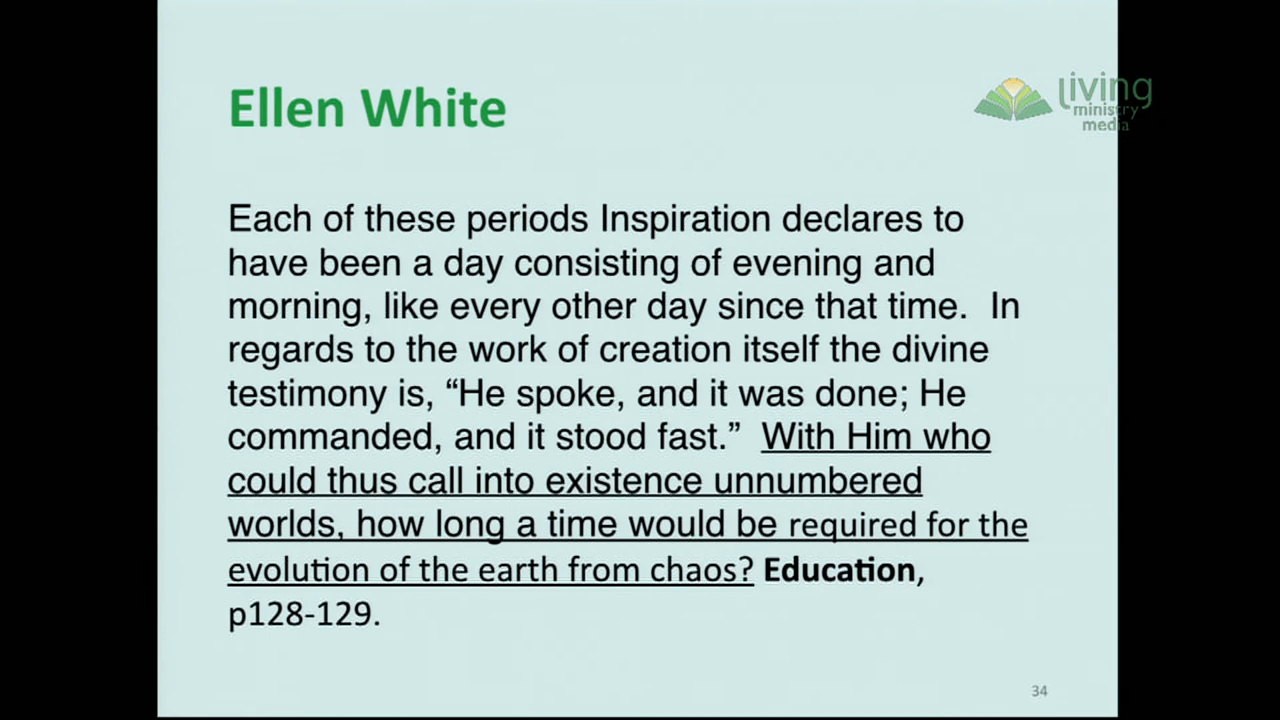 Ellen White
living
ministry
media
Each of these periods Inspiration declares to
have been a day consisting of evening and
morning, like every other day since that time.  In
regards to the work of creation itself the divine
testimony is, “He spoke, and it was done; He
commanded, and it stood fast.”  With Him who
could thus call into existence unnumbered
worlds, how long a time would be required for the
evolution of the earth from chaos? Education,
p128-129.
34